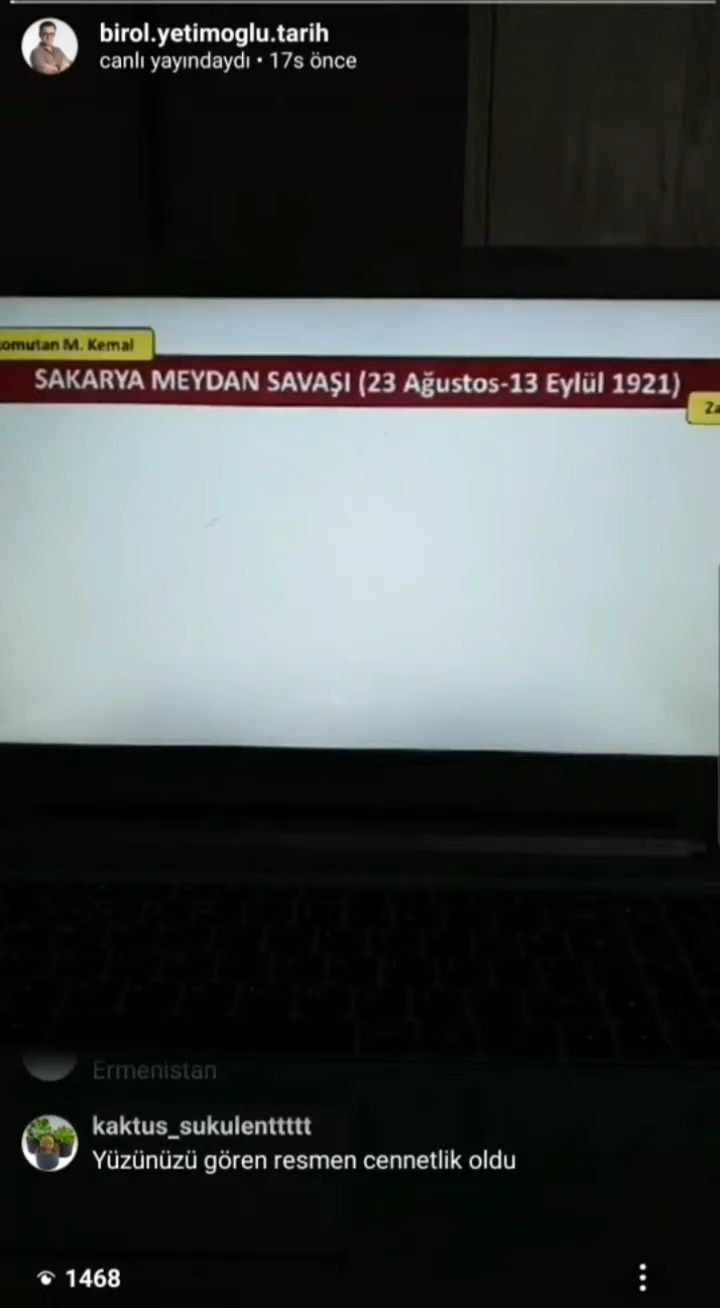 birol.yetimoglu.tarih
canlı yayındaydı • 17s önce
omutan M. Kemal
SAKARYA MEYDAN SAVAŞI (23 Ağustos-13 Eylül 1921)
Za
Ermenistan
kaktus_sukulenttttt
Yüzünüzü gören resmen cennetlik oldu
1468